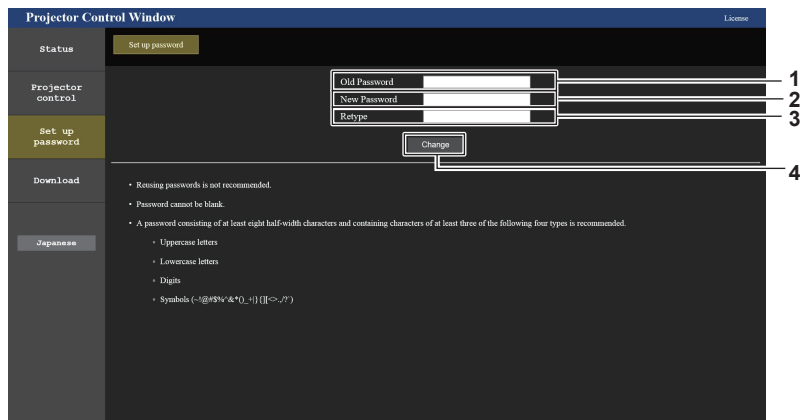 Projector Control Window
License
Status
Set up password
Projector
control
Old Password
1
New Password
2
Retype
3
Set up
password
Change
4
Download
• Reusing passwords is not recommended.
• Password cannot be blank.
• A password consisting of at least eight half-width characters and containing characters of at least three of the following four types is recommended.
Uppercase letters
Japanese
Lowercase letters
Digits
Symbols (~!@#$%^&*()_+|}{][<>.,/?`)